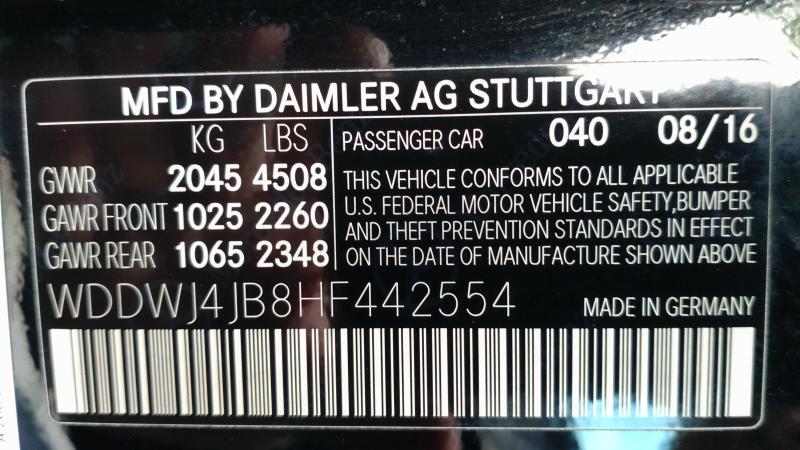 MFD BY DAIMLER AG STUTTGART
KG LBS
GVWR 2045 4508
GAWR FRONT 1025 2260
GAWR REAR 1065 2348
PASSENGER CAR 040 08/16
THIS VEHICLE CONFORMS TO ALL APPLICABLE
U.S. FEDERAL MOTOR VEHICLE SAFETY,BUMPER
AND THEFT PREVENTION STANDARDS IN EFFECT
ON THE DATE OF MANUFACTURE SHOWN ABOVE
WDDWJ4JB8HF442554 MADE IN GERMANY